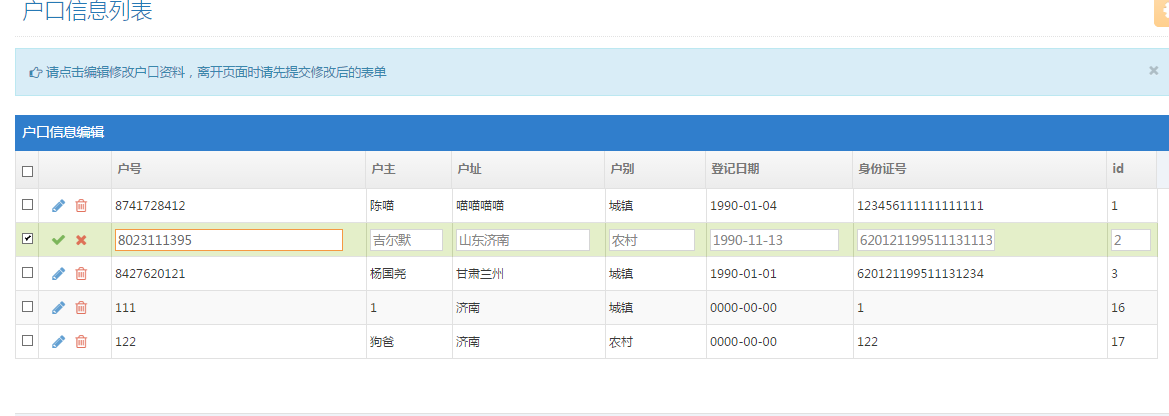 户口信息列表
请点击编辑修改户口资料，离开页面时请先提交修改后的表单
户口信息编辑
户号 户主 户址 户别 登记日期 身份证号 id
8741728412 陈喵 喵喵喵喵 城镇 1990-01-04 123456111111111111 1
8023111395 吉尔默 山东济南 农村 1990-11-13 620121199511131113 2
8427620121 杨国尧 甘肃兰州 城镇 1990-01-01 620121199511131234 3
111 1 济南 城镇 0000-00-00 1 16
122 狗爸 济南 农村 0000-00-00 122 17